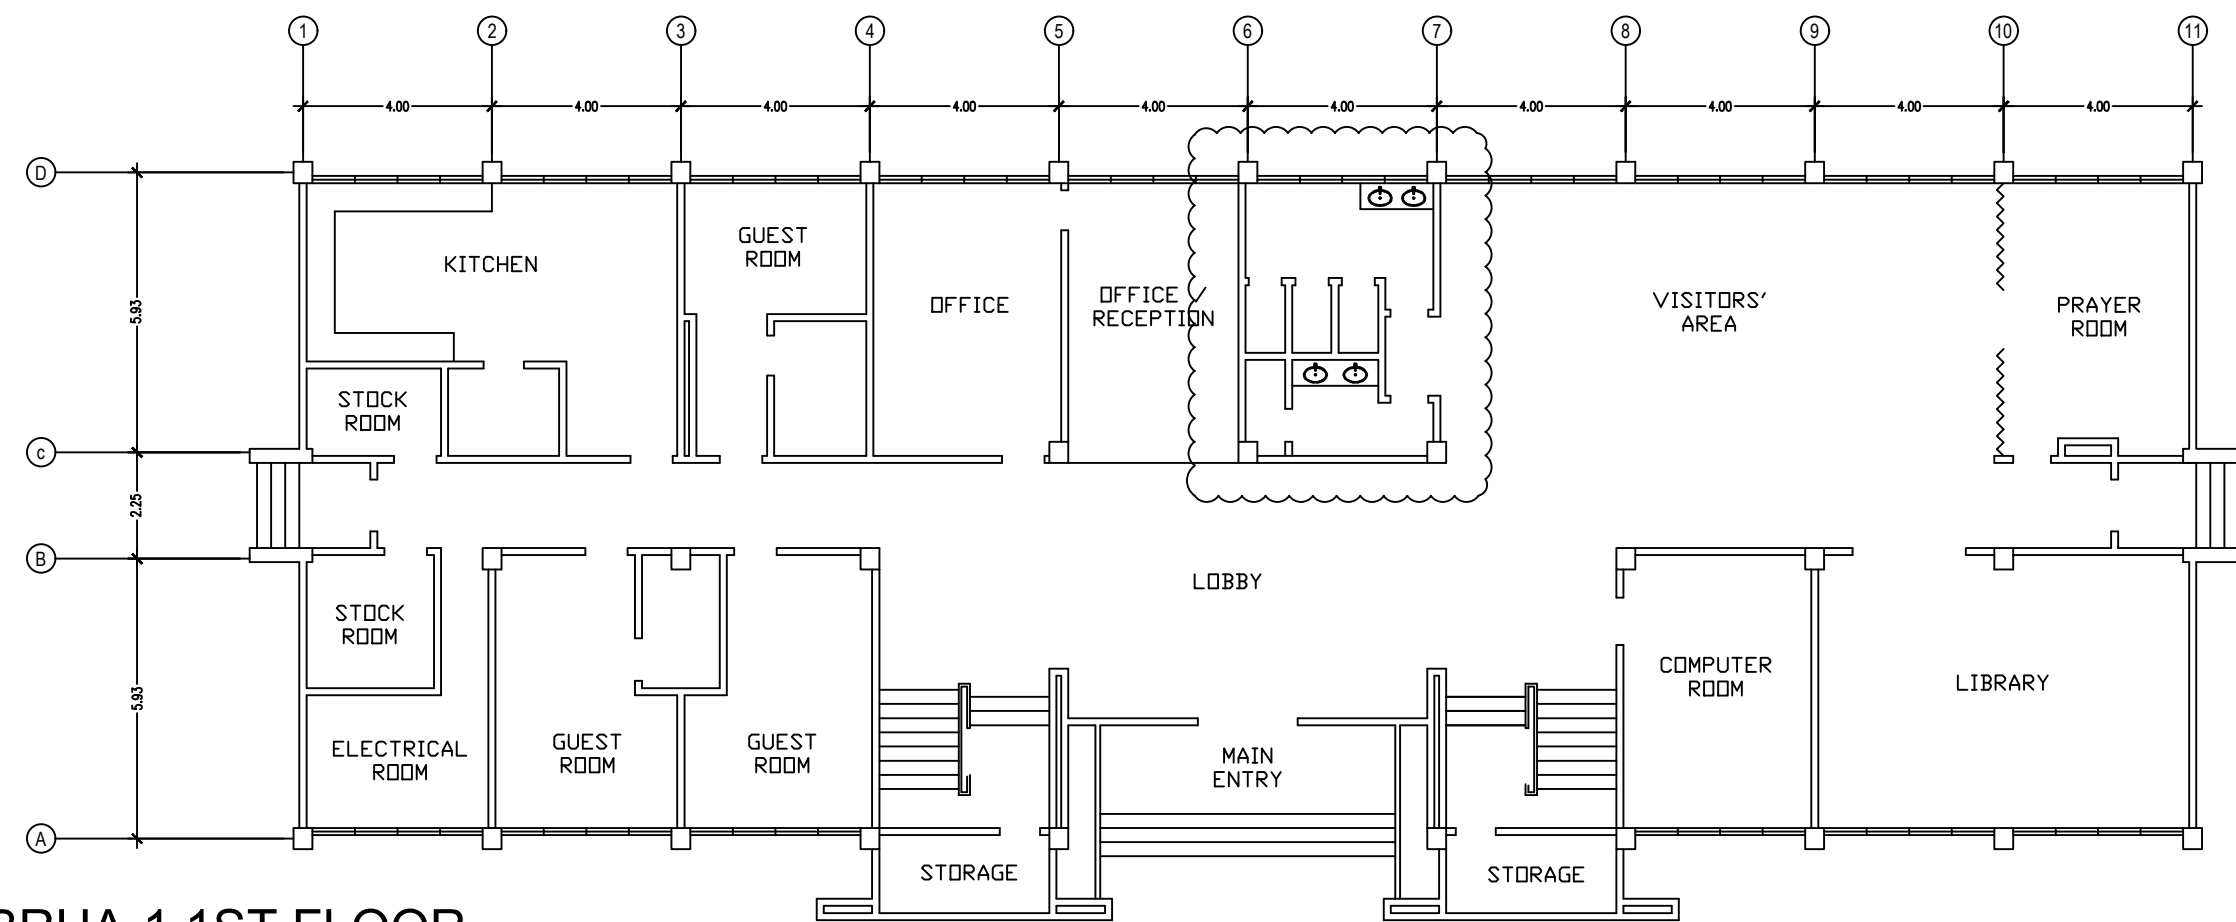 1 2 3 4 5 6 7 8 9 10 11
4.00 4.00 4.00 4.00 4.00 4.00 4.00 4.00 4.00 4.00
D
GUEST
ROOM
KITCHEN
OFFICE
OFFICE /
RECEPTION
VISITORS'
AREA
PRAYER
ROOM
5.93
STOCK
ROOM
c
2.25
B
LOBBY
STOCK
ROOM
5.93
COMPUTER
ROOM
LIBRARY
ELECTRICAL
ROOM
GUEST
ROOM
GUEST
ROOM
MAIN
ENTRY
A
STORAGE
STORAGE
1 1ST FLOOR